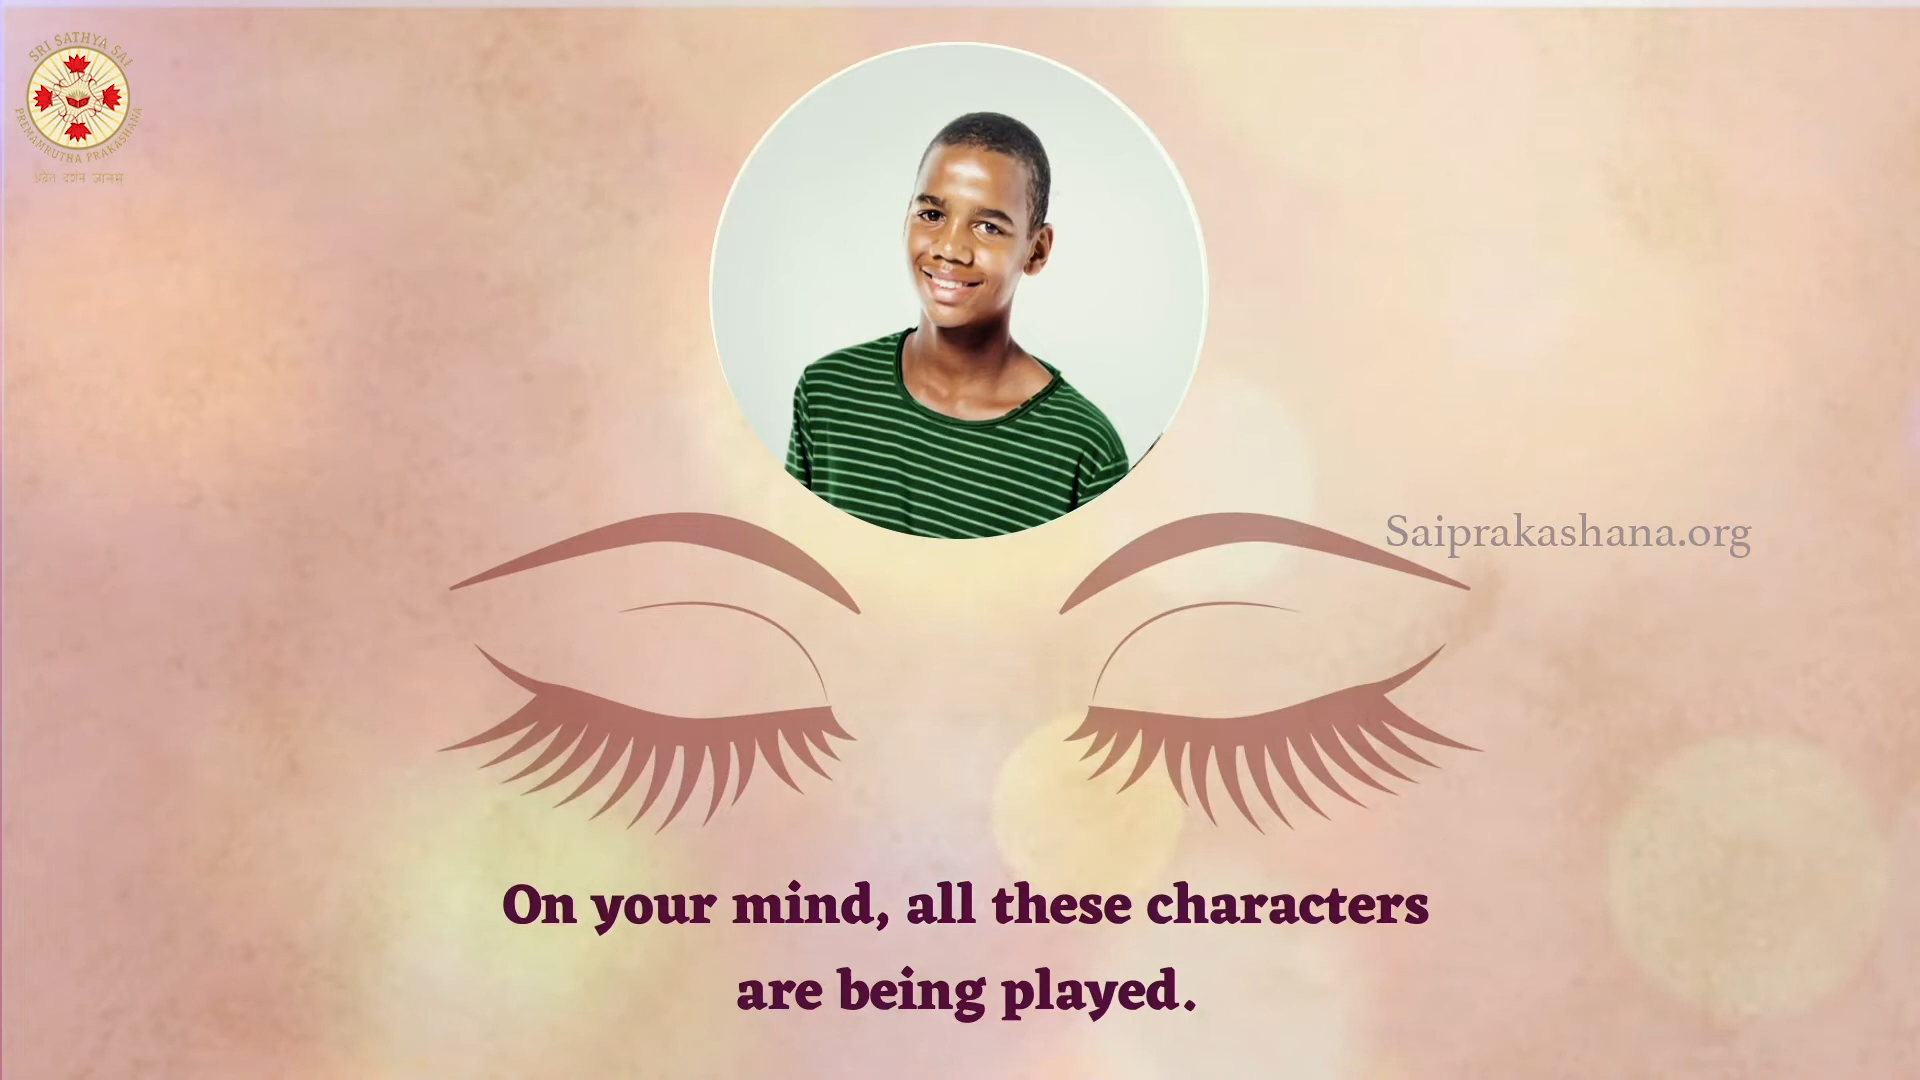 SRI SATHYA SAI
PREMAMRUTHA PRAKASHANA
Saiprakashana.org
On your mind, all these characters
are being played.